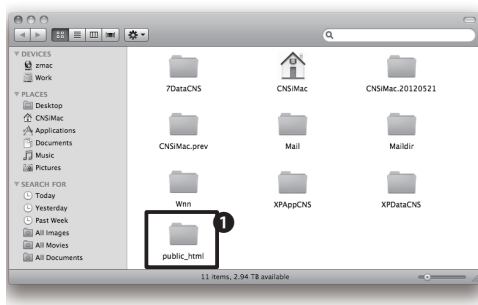 ▼ DEVICES
zmac
Work
▼ PLACES
Desktop
CNSiMac
Applications
Documents
Music
Pictures
▼ SEARCH FOR
Today
Yesterday
Past Week
All Images
All Movies
All Documents
7DataCNS
CNSiMac
CNSiMac.20120521
CNSiMac.prev
Mail
Maildir
Wnn
XPAppCNS
XPDataCNS
1
public_html
11 items, 2.94 TB available